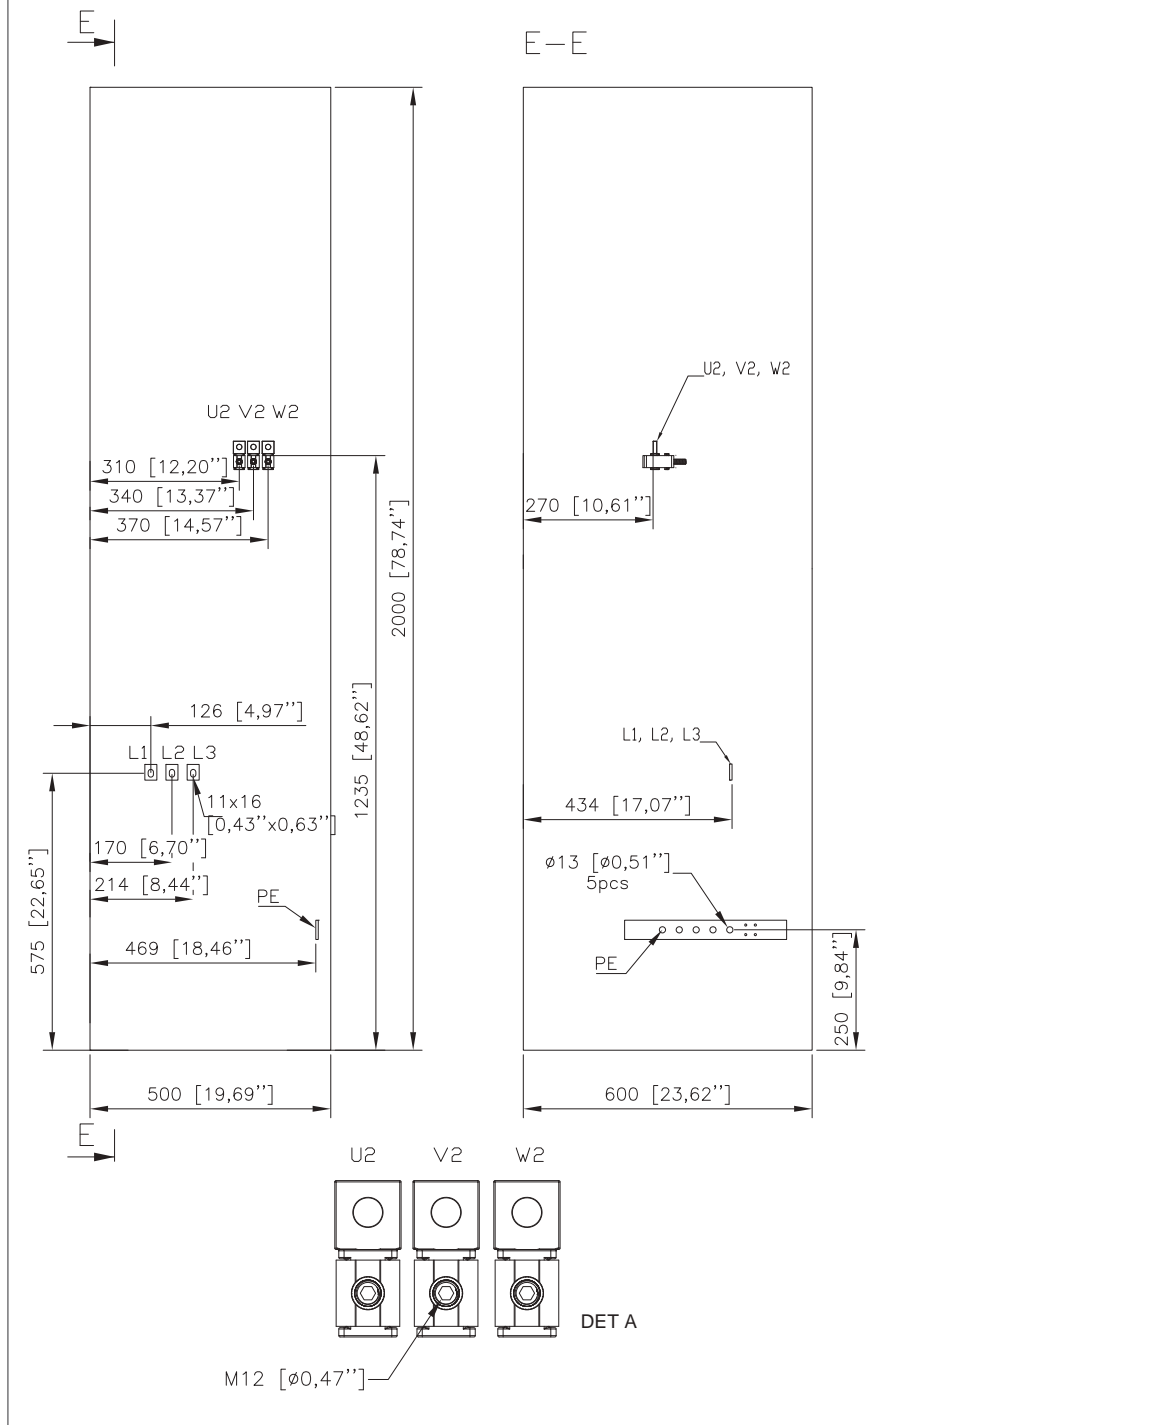 E
E–E
U2, V2, W2
U2 V2 W2
310 [12,20’’]
340 [13,37’’]
370 [14,57’’]
270 [10,61’’]
2000 [78,74’’]
1235 [48,62’’]
126 [4,97’’]
L1 L2 L3
L1, L2, L3
11x16
[0,43’’x0,63’’]
434 [17,07’’]
170 [6,70’’]
214 [8,44’’]
575 [22,65’’]
ø13 [ø0,51’’]
5pcs
PE
469 [18,46’’]
PE
250 [9,84’’]
500 [19,69’’]
600 [23,62’’]
E
U2 V2 W2
DET A
M12 [ø0,47’’]